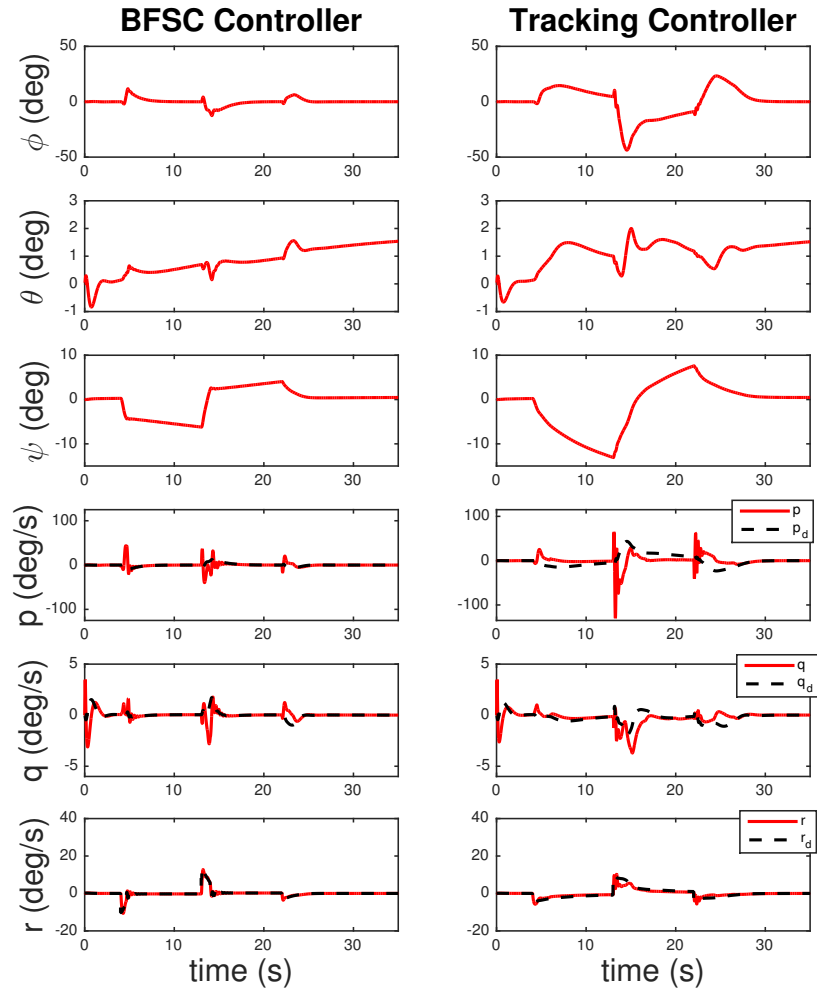 BFSC Controller
Tracking Controller
ϕ (deg)
50
0
-50
0 10 20 30
50
0
-50
0 10 20 30
θ (deg)
3
2
1
0
-1
0 10 20 30
3
2
1
0
-1
0 10 20 30
ψ (deg)
10
0
-10
0 10 20 30
10
0
-10
0 10 20 30
p (deg/s)
100
0
-100
0 10 20 30
100
0
-100
0 10 20 30
p
p_d
q (deg/s)
5
0
-5
0 10 20 30
5
0
-5
0 10 20 30
q
q_d
r (deg/s)
40
20
0
-20
0 10 20 30
time (s)
40
20
0
-20
0 10 20 30
time (s)
r
r_d